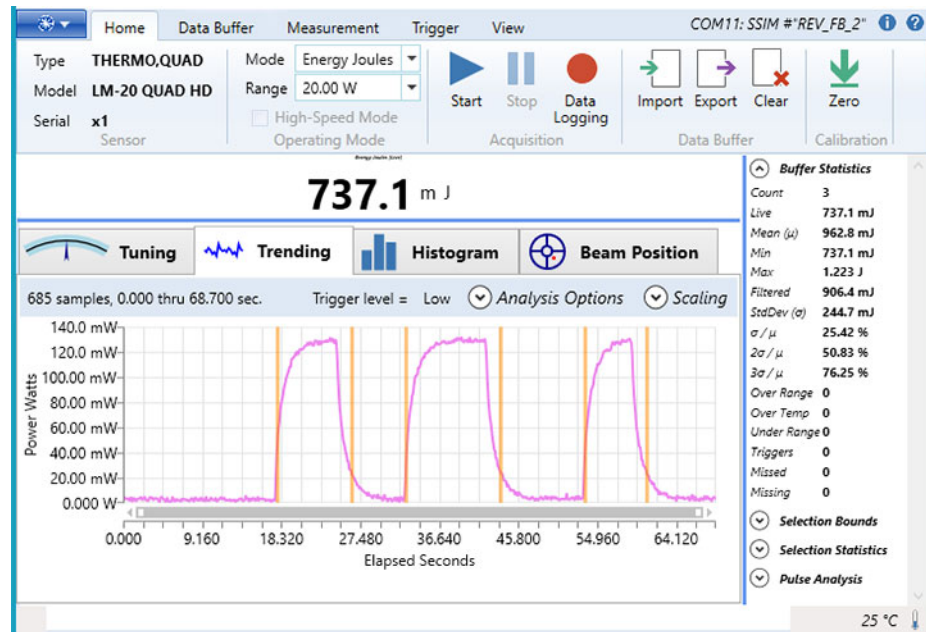 Home Data Buffer Measurement Trigger View COM11: SSIM #"REV_FB_2"
Type THERMO,QUAD
Model LM-20 QUAD HD
Serial x1
Sensor
Mode Energy Joules
Range 20.00 W
High-Speed Mode
Operating Mode
Start Stop Data Logging
Acquisition
Import Export Clear
Data Buffer
Zero
Calibration
Energy Joules (Live)
737.1 m J
Tuning Trending Histogram Beam Position
685 samples, 0.000 thru 68.700 sec. Trigger level = Low Analysis Options Scaling
Power Watts
140.0 mW
120.0 mW
100.00 mW
80.00 mW
60.00 mW
40.00 mW
20.00 mW
0.000 W
0.000 9.160 18.320 27.480 36.640 45.800 54.960 64.120
Elapsed Seconds
Buffer Statistics
Count 3
Live 737.1 mJ
Mean (μ) 962.8 mJ
Min 737.1 mJ
Max 1.223 J
Filtered 906.4 mJ
StdDev (σ) 244.7 mJ
σ / μ 25.42 %
2σ / μ 50.83 %
3σ / μ 76.25 %
Over Range 0
Over Temp 0
Under Range 0
Triggers 0
Missed 0
Missing 0
Selection Bounds
Selection Statistics
Pulse Analysis
25 °C